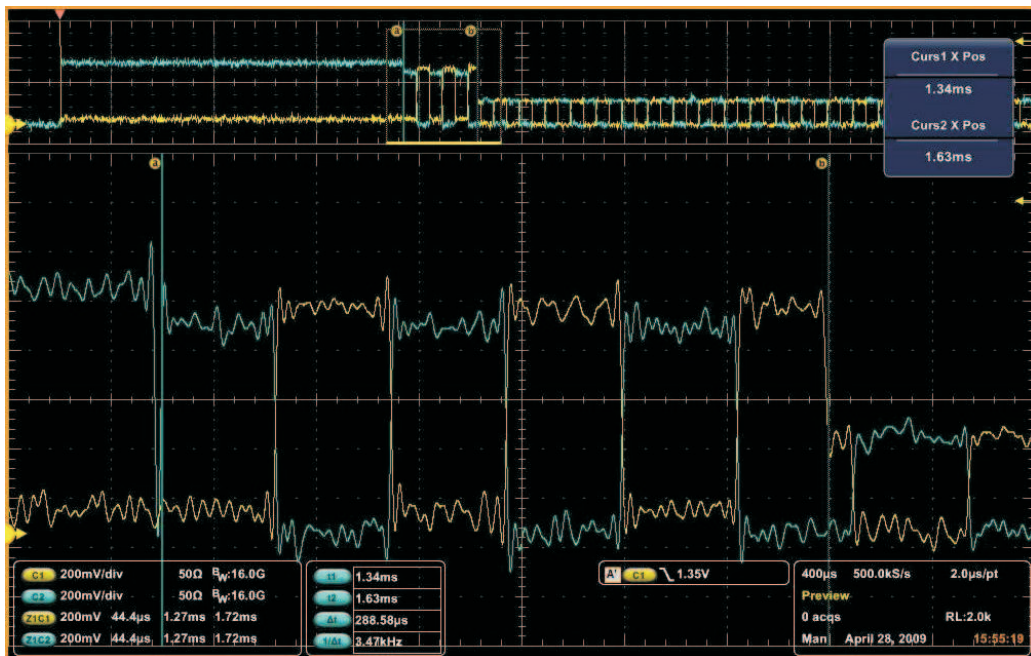 a
b
Curs1 X Pos
1.34ms
Curs2 X Pos
1.63ms
a
b
C1 200mV/div 50Ω BW:16.0G
C2 200mV/div 50Ω BW:16.0G
Z1C1 200mV 44.4µs 1.27ms 1.72ms
Z1C2 200mV 44.4µs 1.27ms 1.72ms
t1 1.34ms
t2 1.63ms
Δt 288.58µs
1/Δt 3.47kHz
A' C1 1.35V
400µs 500.0kS/s 2.0µs/pt
Preview
0 acqs RL:2.0k
Man April 28, 2009 15:55:19